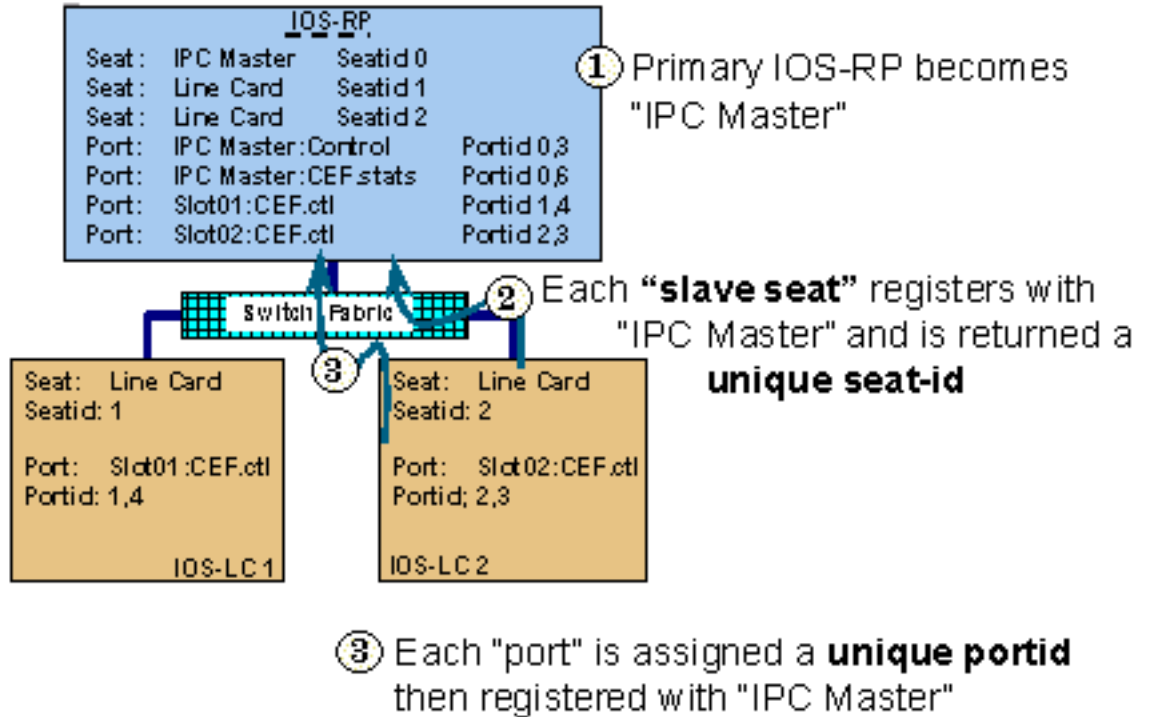 IOS-RP
Seat: IPC Master Seatid 0
Seat: Line Card Seatid 1
Seat: Line Card Seatid 2
Port: IPC Master:Control Portid 0,3
Port: IPC Master:CEF.stats Portid 0,6
Port: Slot01:CEF.ctl Portid 1,4
Port: Slot02:CEF.ctl Portid 2,3
1 Primary IOS-RP becomes
"IPC Master"
Switch Fabric
2 Each “slave seat” registers with
"IPC Master" and is returned a
unique seat-id
3
Seat: Line Card
Seatid: 1
Port: Slot01:CEF.ctl
Portid: 1,4
IOS-LC 1
Seat: Line Card
Seatid: 2
Port: Slot02:CEF.ctl
Portid; 2,3
IOS-LC 2
3 Each "port" is assigned a unique portid
then registered with "IPC Master"